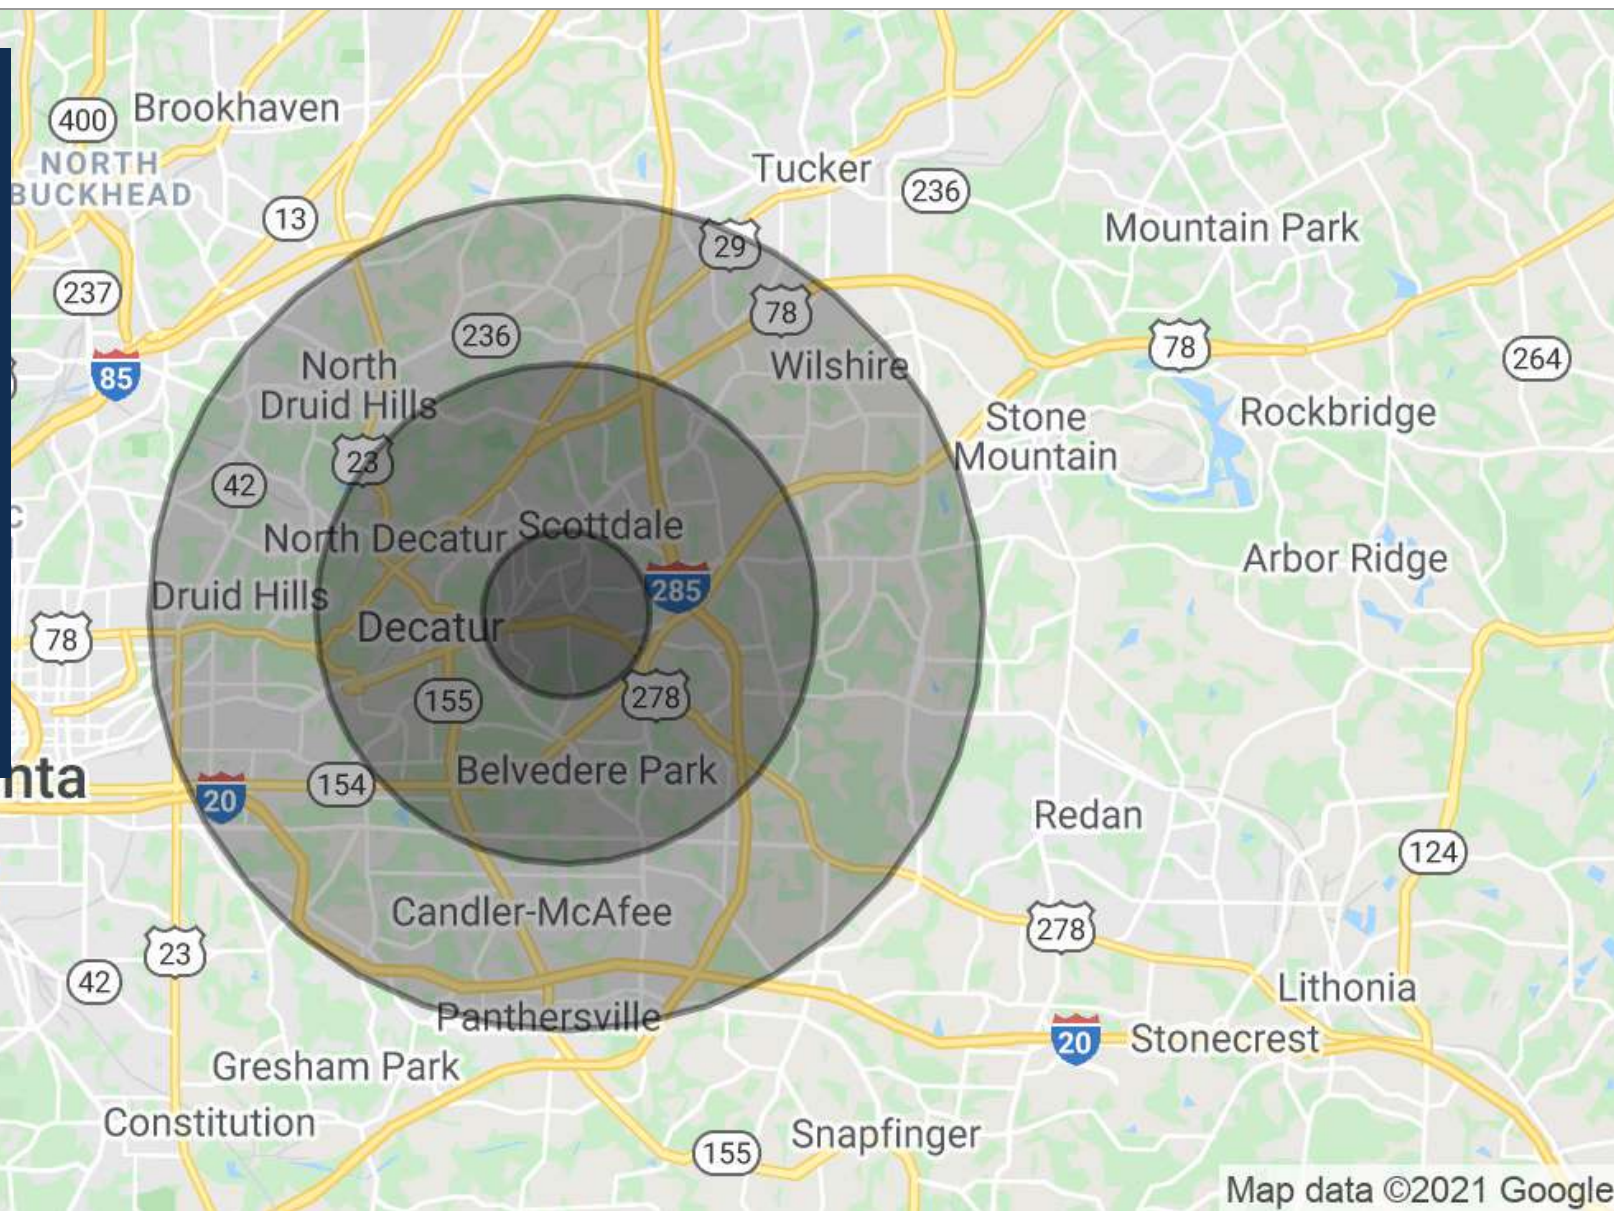 400
Brookhaven
NORTH
BUCKHEAD
Tucker
236
13
Mountain Park
29
237
78
236
78
264
85
North
Druid Hills
Wilshire
Stone
Mountain
Rockbridge
23
42
North Decatur
Scottdale
Arbor Ridge
285
Druid Hills
Decatur
78
155
278
Belvedere Park
nta
20
154
Redan
124
Candler-McAfee
278
23
42
Lithonia
Panthersville
20
Stonecrest
Gresham Park
Constitution
Snapfinger
155
Map data ©2021 Google